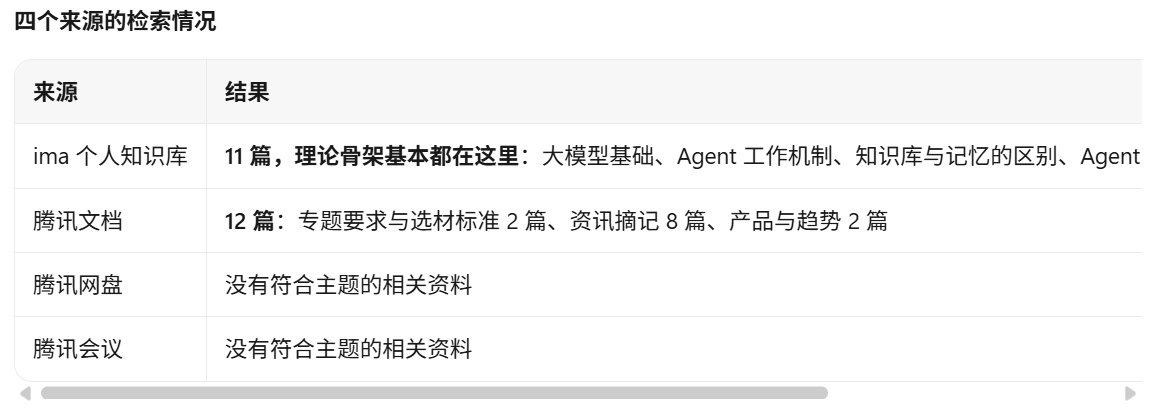 四个来源的检索情况
来源 结果
ima 个人知识库 11 篇，理论骨架基本都在这里：大模型基础、Agent 工作机制、知识库与记忆的区别、Agent
腾讯文档 12 篇：专题要求与选材标准 2 篇、资讯摘记 8 篇、产品与趋势 2 篇
腾讯网盘 没有符合主题的相关资料
腾讯会议 没有符合主题的相关资料